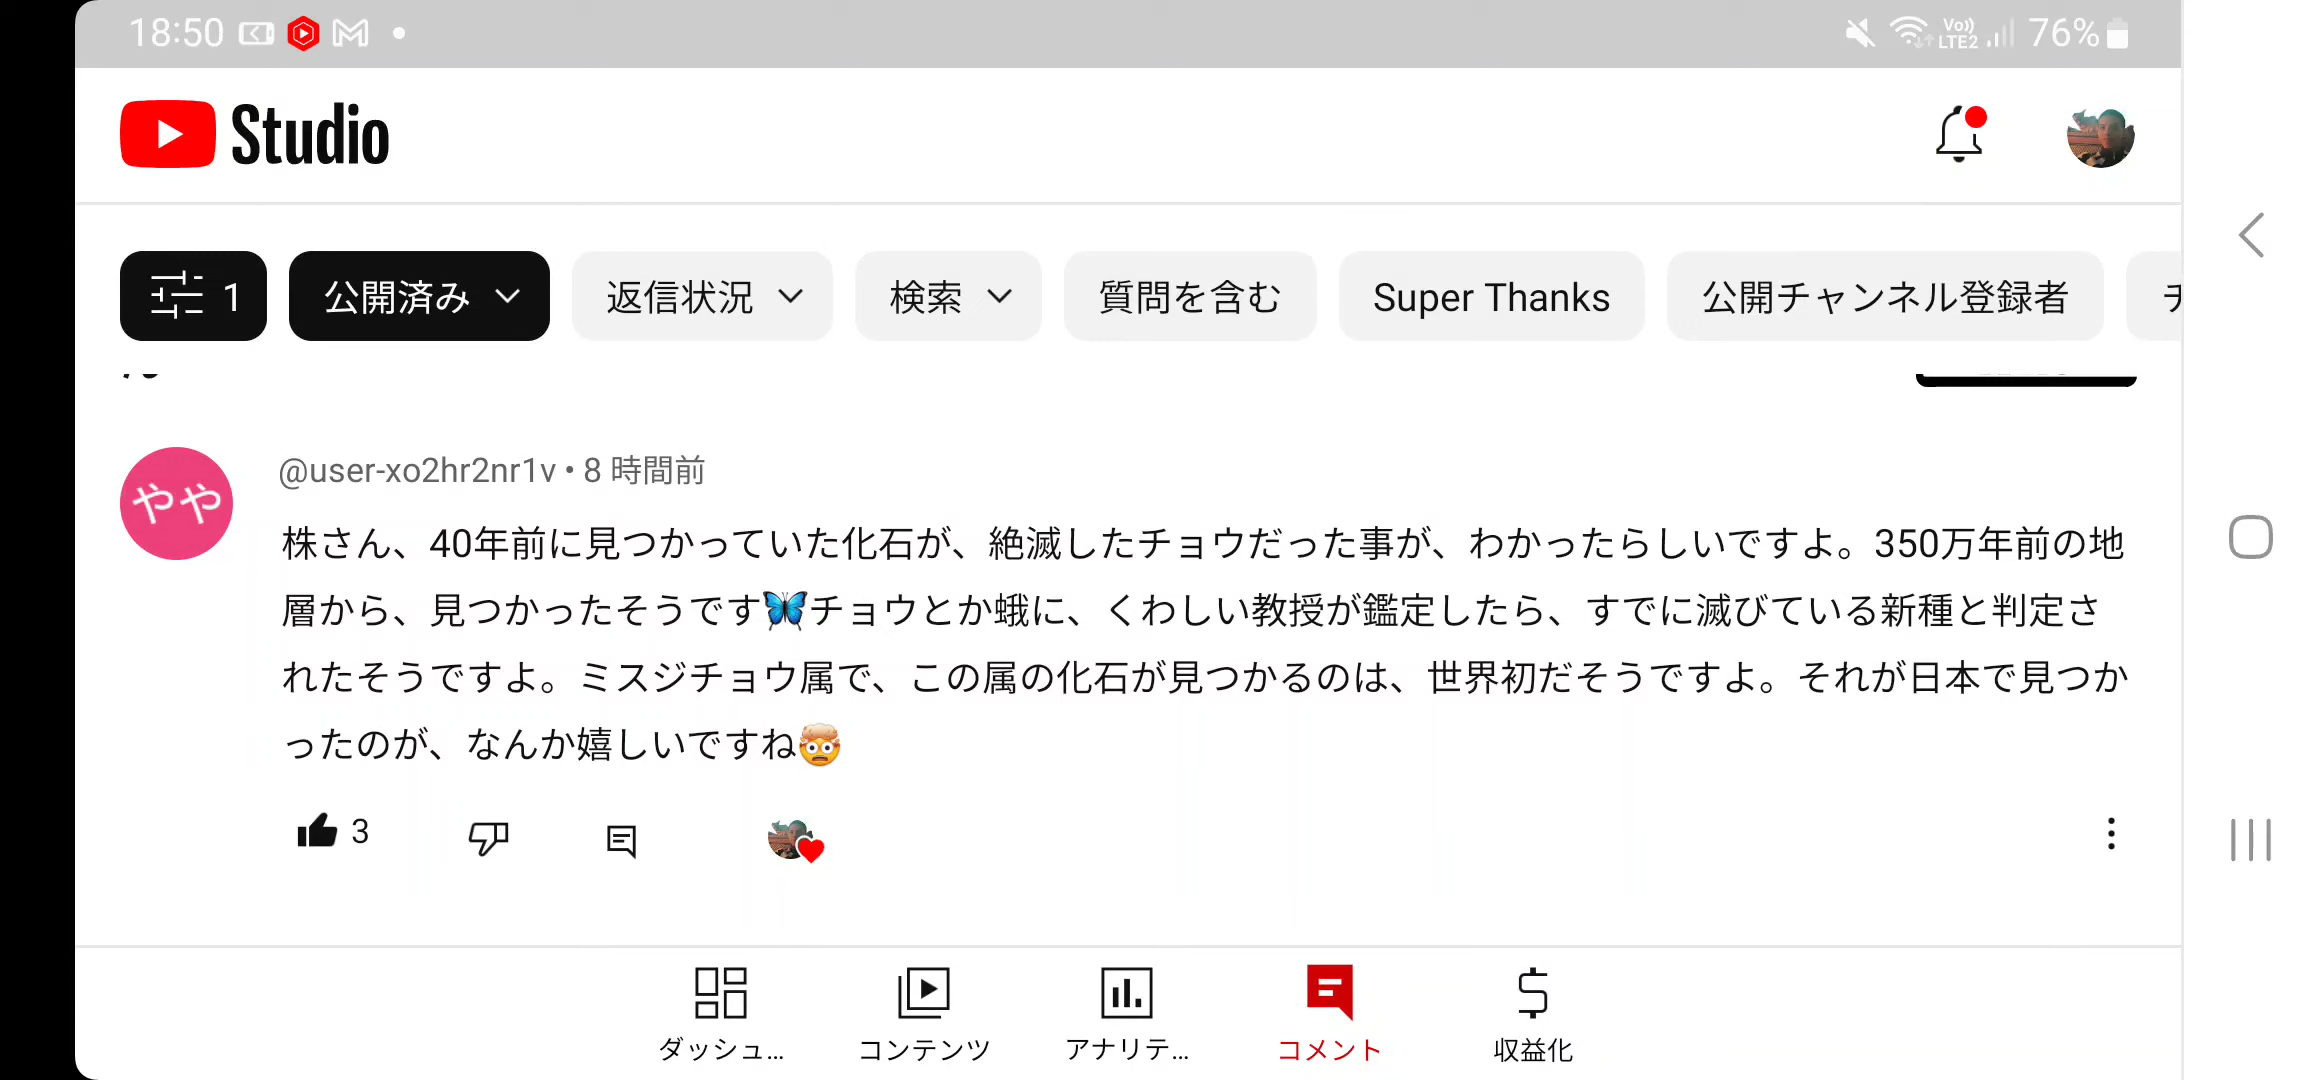 18:50
Vo))
LTE2
76%
Studio
1
公開済み
返信状況
検索
質問を含む
Super Thanks
公開チャンネル登録者
やや
@user-xo2hr2nr1v • 8 時間前
株さん、40年前に見つかっていた化石が、絶滅したチョウだった事が、わかったらしいですよ。350万年前の地
層から、見つかったそうです🦋チョウとか蛾に、くわしい教授が鑑定したら、すでに滅びている新種と判定さ
れたそうですよ。ミスジチョウ属で、この属の化石が見つかるのは、世界初だそうですよ。それが日本で見つか
ったのが、なんか嬉しいですね🤯
3
ダッシュ...
コンテンツ
アナリテ...
コメント
収益化